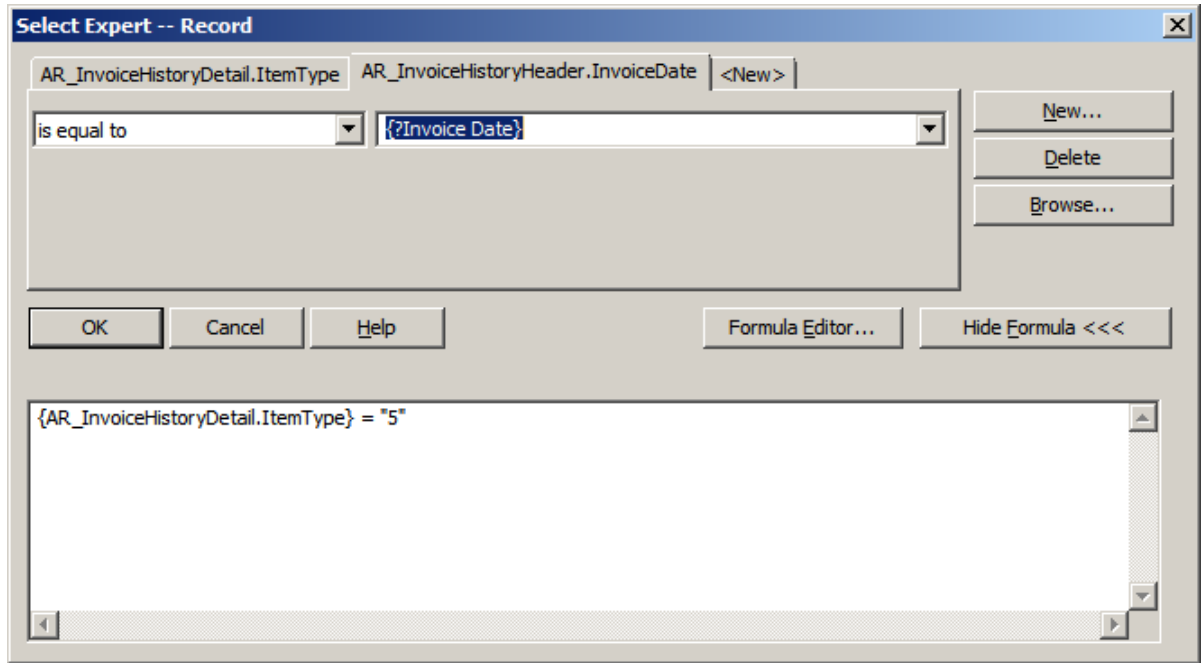 Select Expert -- Record
AR_InvoiceHistoryDetail.ItemType AR_InvoiceHistoryHeader.InvoiceDate <New>
is equal to {?Invoice Date}
New...
Delete
Browse...
OK Cancel Help Formula Editor... Hide Formula <<<
{AR_InvoiceHistoryDetail.ItemType} = "5"